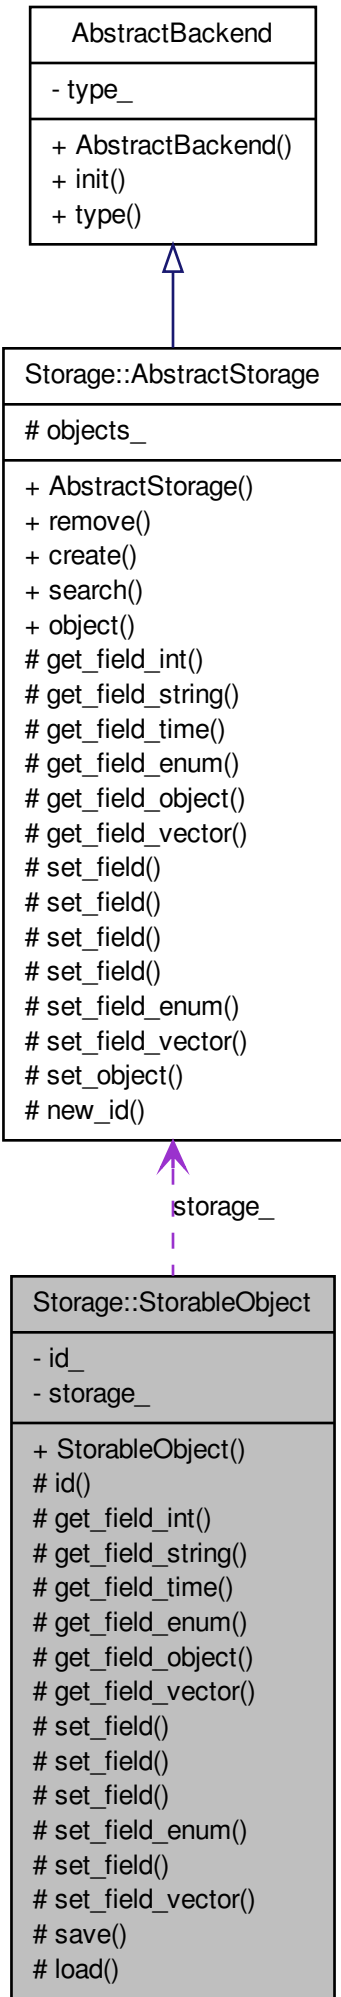 AbstractBackend
- type_
+ AbstractBackend()
+ init()
+ type()
Storage::AbstractStorage
# objects_
+ AbstractStorage()
+ remove()
+ create()
+ search()
+ object()
# get_field_int()
# get_field_string()
# get_field_time()
# get_field_enum()
# get_field_object()
# get_field_vector()
# set_field()
# set_field()
# set_field()
# set_field()
# set_field_enum()
# set_field_vector()
# set_object()
# new_id()
storage_
Storage::StorableObject
- id_
- storage_
+ StorableObject()
# id()
# get_field_int()
# get_field_string()
# get_field_time()
# get_field_enum()
# get_field_object()
# get_field_vector()
# set_field()
# set_field()
# set_field()
# set_field_enum()
# set_field()
# set_field_vector()
# save()
# load()